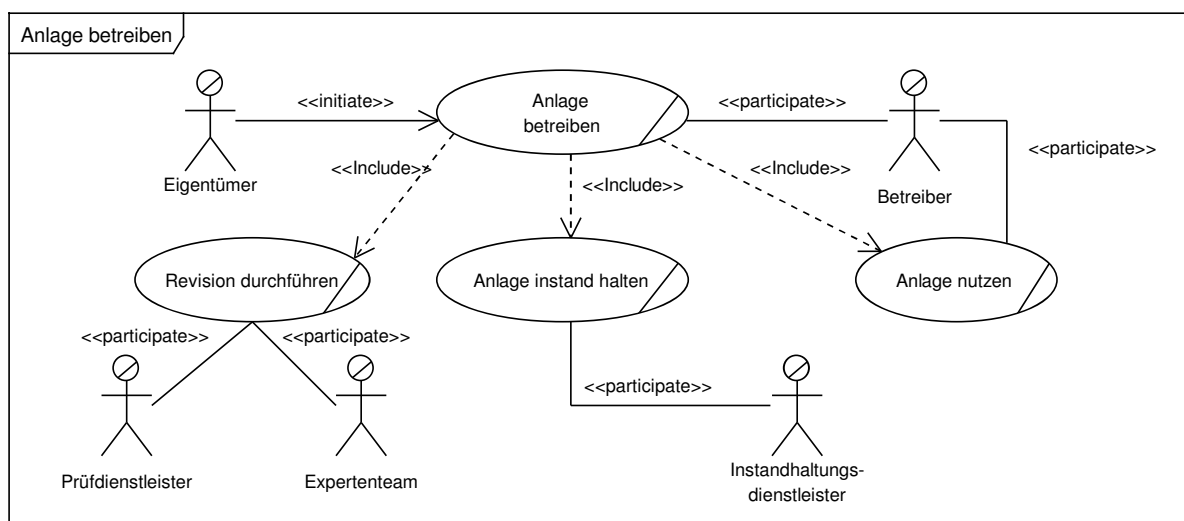 Anlage betreiben
<<initiate>>
Anlage
betreiben
<<participate>>
<<participate>>
Eigentümer
<<Include>>
<<Include>>
<<Include>>
Betreiber
Revision durchführen
Anlage instand halten
Anlage nutzen
<<participate>>
<<participate>>
<<participate>>
Prüfdienstleister
Expertenteam
Instandhaltungs-
dienstleister